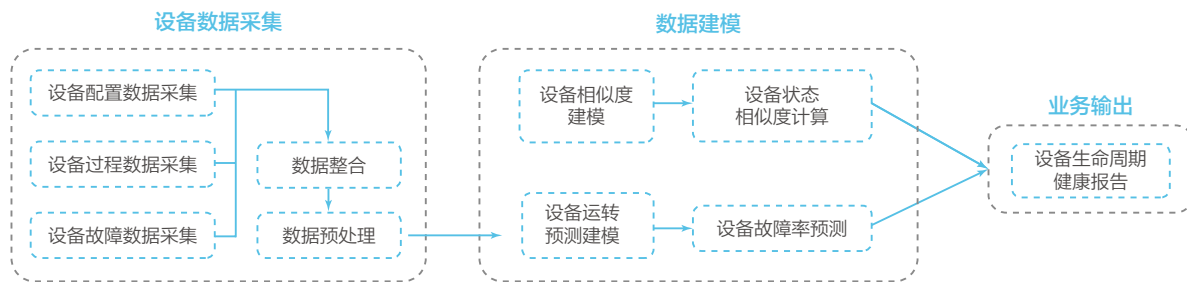 设备数据采集
设备配置数据采集
设备过程数据采集
设备故障数据采集
数据整合
数据预处理
数据建模
设备相似度
建模
设备状态
相似度计算
设备运转
预测建模
设备故障率预测
业务输出
设备生命周期
健康报告